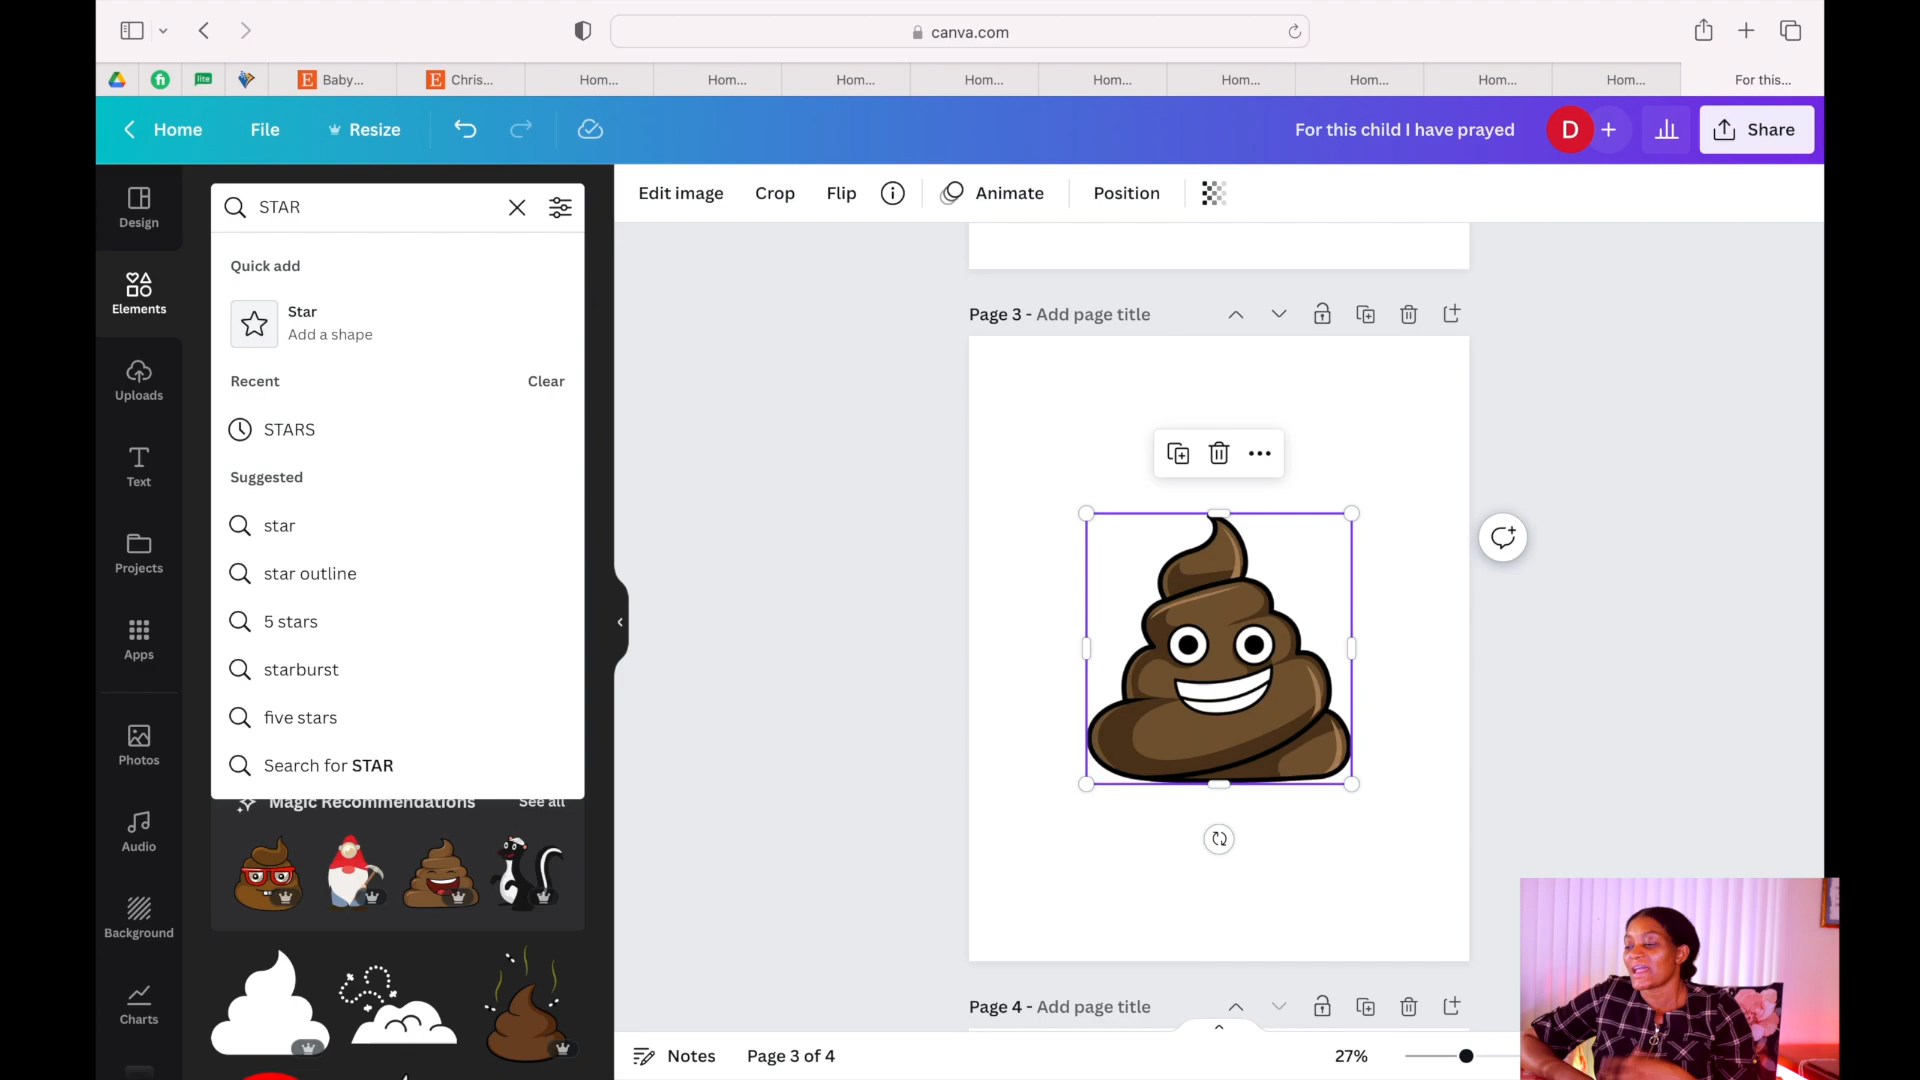 canva.com
lite
Baby...
Chris...
Hom...
Hom...
Hom...
Hom...
Hom...
Hom...
Hom...
Hom...
Hom...
For this...
Home
File
Resize
For this child I have prayed
D
Share
Design
Elements
Uploads
Text
Projects
Apps
Photos
Audio
Background
Charts
STAR
Quick add
Star
Add a shape
Recent
Clear
STARS
Suggested
star
star outline
5 stars
starburst
five stars
Search for STAR
Magic Recommendations
See all
Edit image
Crop
Flip
Animate
Position
Page 3 - Add page title
Page 4 - Add page title
Notes
Page 3 of 4
27%